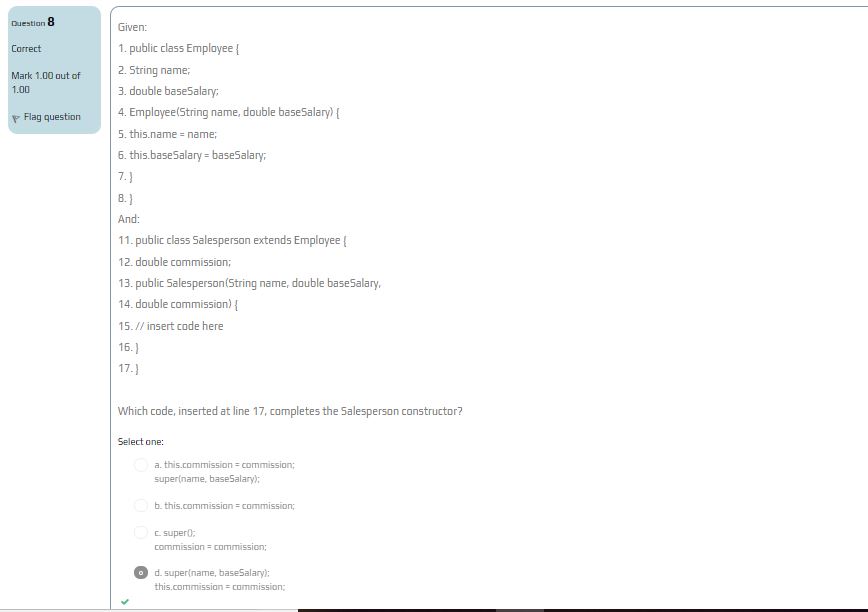 Question 8
Correct
Mark 1.00 out of
1.00
Flag question
Given:
1. public class Employee {
2. String name;
3. double baseSalary;
4. Employee(String name, double baseSalary) {
5. this.name = name;
6. this.baseSalary = baseSalary;
7. }
8. }
And:
11. public class Salesperson extends Employee {
12. double commission;
13. public Salesperson(String name, double baseSalary,
14. double commission) {
15. // insert code here
16. }
17. }
Which code, inserted at line 17, completes the Salesperson constructor?
Select one:
a. this.commission = commission;
super(name, baseSalary);
b. this.commission = commission;
c. super();
commission = commission;
d. super(name, baseSalary);
this.commission = commission;